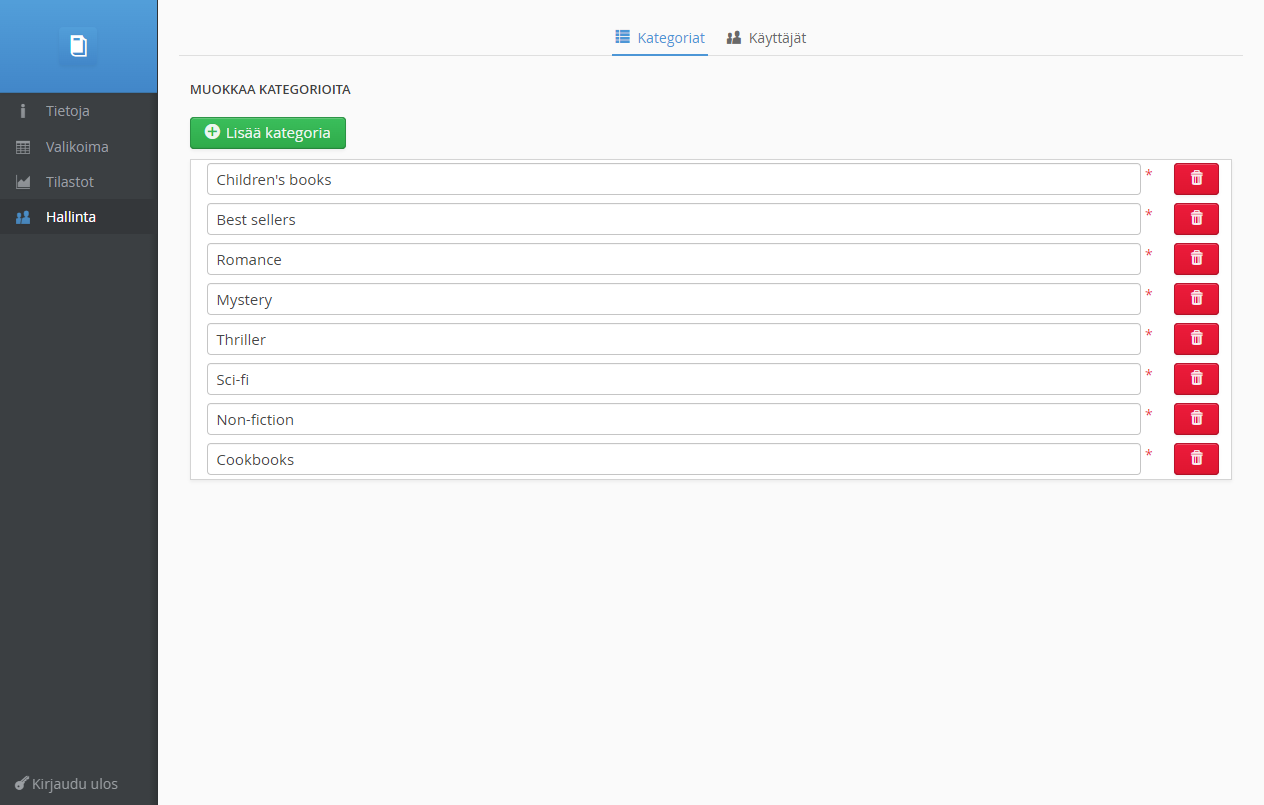 Kategoriat
Käyttäjät
MUOKKAA KATEGORIOITA
Lisää kategoria
Children's books *
Best sellers *
Romance *
Mystery *
Thriller *
Sci-fi *
Non-fiction *
Cookbooks *
Tietoja
Valikoima
Tilastot
Hallinta
Kirjaudu ulos